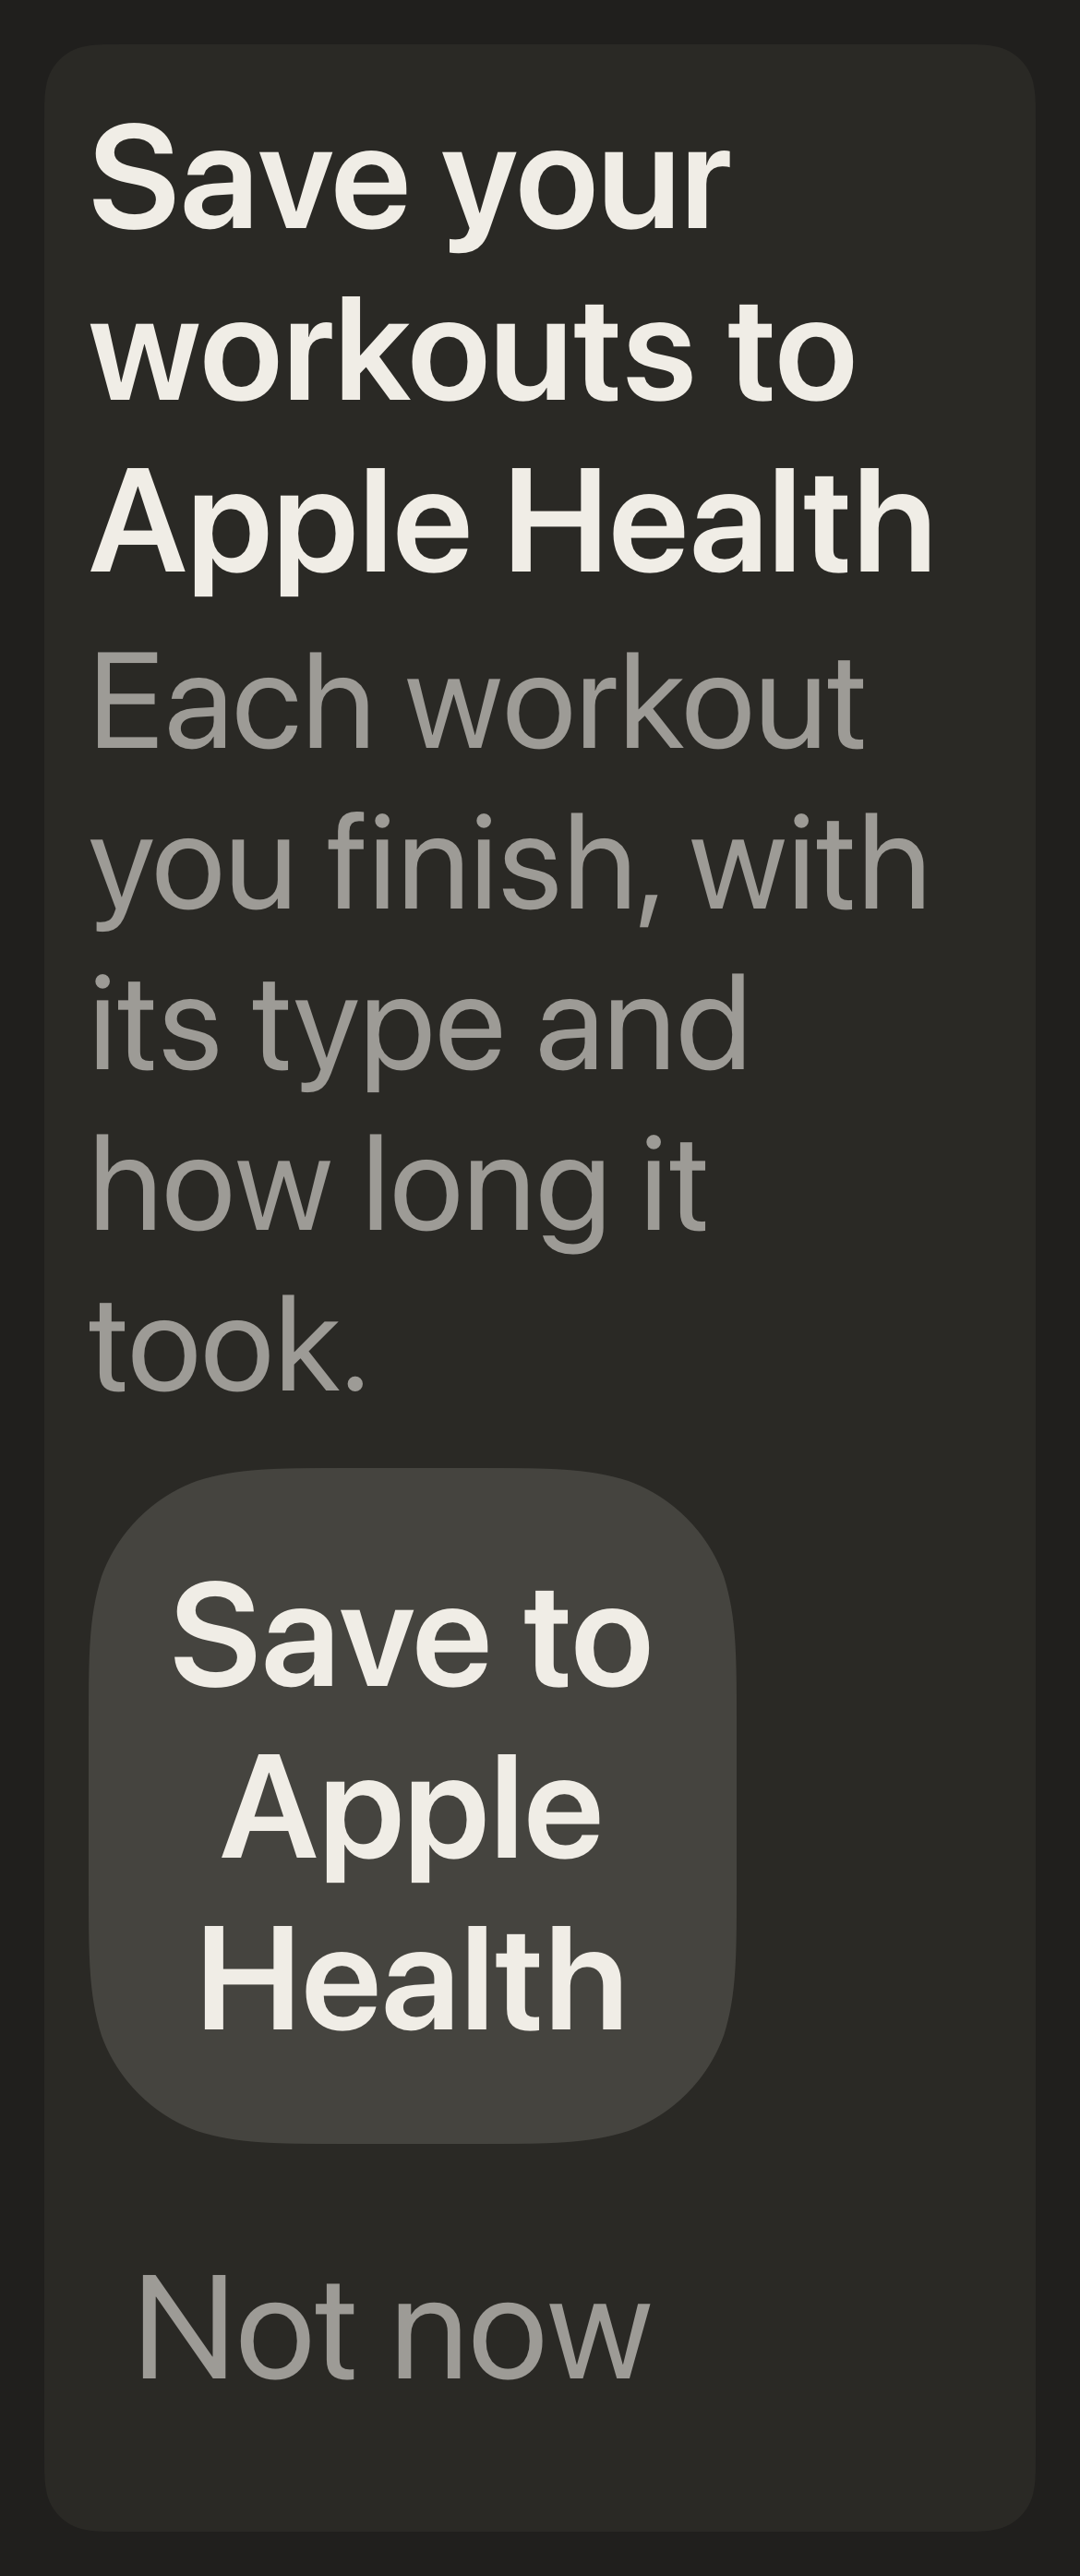 Save your
workouts to
Apple Health
Each workout
you finish, with
its type and
how long it
took.
Save to
Apple
Health
Not now